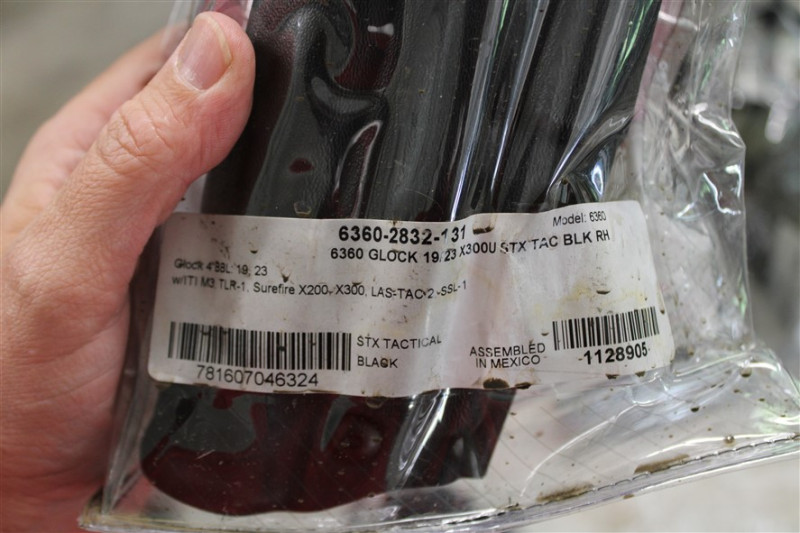 6360-2832-131
Model: 6360
6360 GLOCK 19, 23 X300U STX TAC BLK RH
Glock 4"BBL: 19, 23
w/ITI M3 TLR-1, Surefire X200, X300, LAS-TAC 2 -SSL-1
STX TACTICAL
BLACK
ASSEMBLED
IN MEXICO
781607046324
1128905